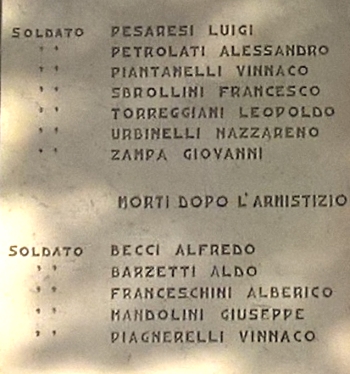 SOLDATO PESARESI LUIGI
" PETROLATI ALESSANDRO
" PIANTANELLI VINNACO
" SBROLLINI FRANCESCO
" TORREGGIANI LEOPOLDO
" URBINELLI NAZZARENO
" ZAMPA GIOVANNI
MORTI DOPO L'ARMISTIZIO
SOLDATO BECCI ALFREDO
" BARZETTI ALDO
" FRANCESCHINI ALBERICO
" MANDOLINI GIUSEPPE
" PIAGNERELLI VINNACO